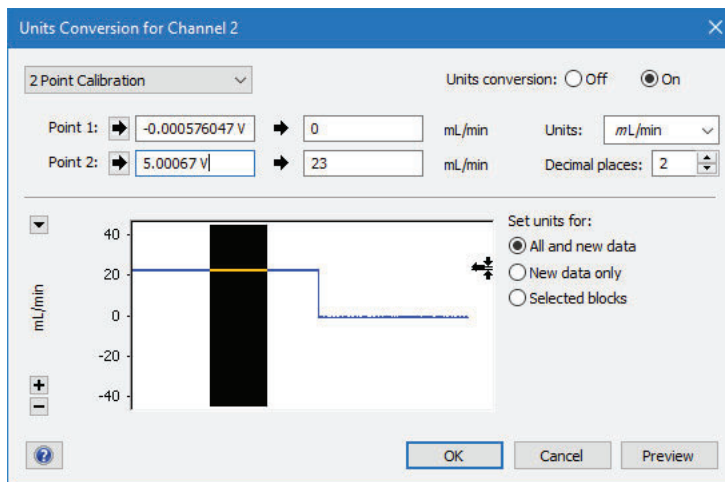 Units Conversion for Channel 2
2 Point Calibration
Units conversion: Off On
Point 1: -0.000576047 V 0 mL/min Units: mL/min
Point 2: 5.00067 V 23 mL/min Decimal places: 2
Set units for:
All and new data
New data only
Selected blocks
mL/min
40
20
0
-20
-40
OK Cancel Preview